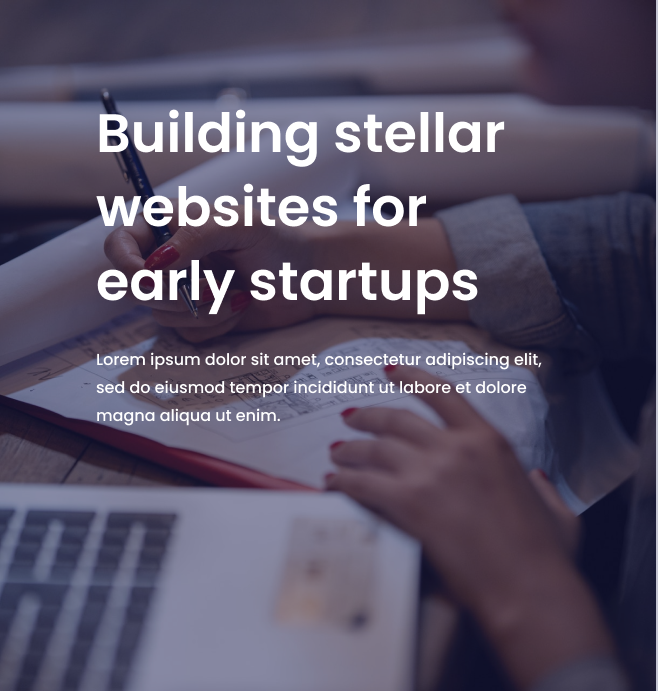 Building stellar
websites for
early startups
Lorem ipsum dolor sit amet, consectetur adipiscing elit,
sed do eiusmod tempor incididunt ut labore et dolore
magna aliqua ut enim.